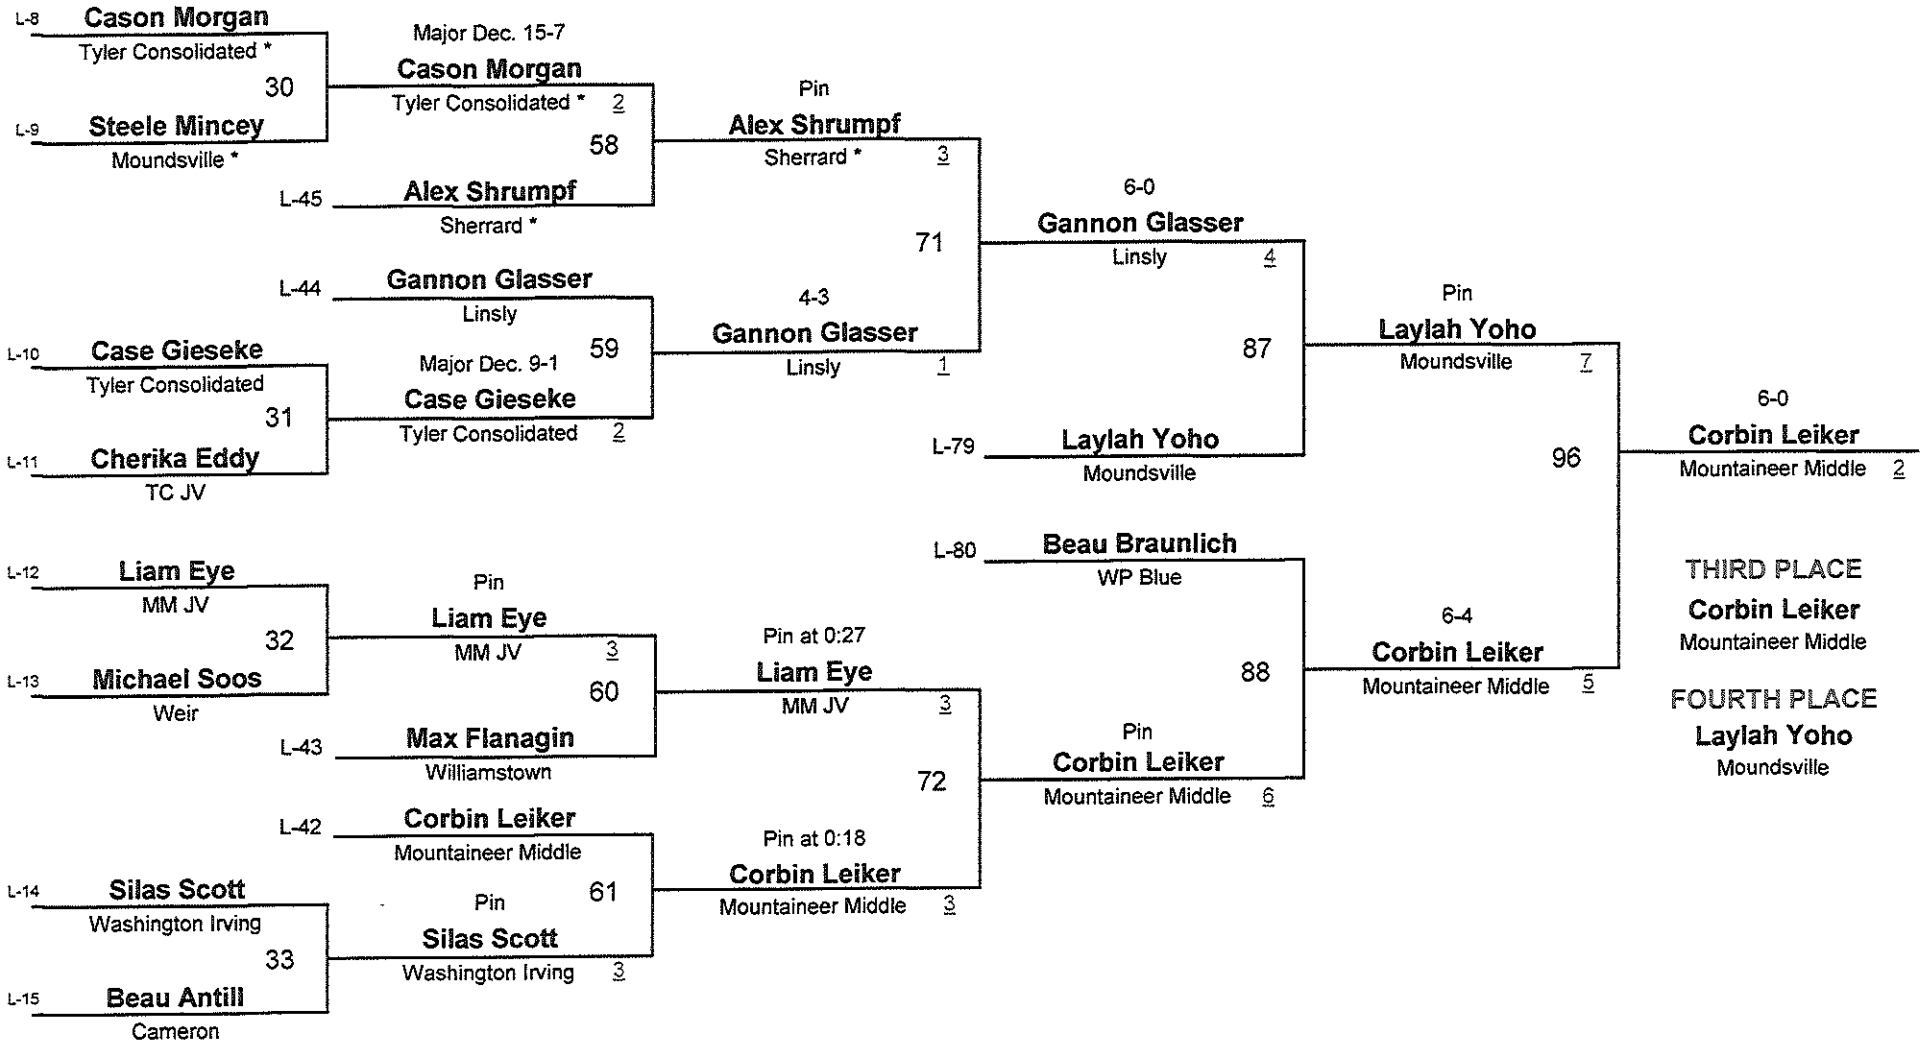 L-8 Cason Morgan
Tyler Consolidated *
30
L-9 Steele Mincey
Moundsville *
Major Dec. 15-7
Cason Morgan
Tyler Consolidated * 2
58
L-45 Alex Shrumpf
Sherrard *
Pin
Alex Shrumpf
Sherrard * 3
71
L-44 Gannon Glasser
Linsly
59
L-10 Case Gieseke
Tyler Consolidated
31
L-11 Cherika Eddy
TC JV
Major Dec. 9-1
Case Gieseke
Tyler Consolidated 2
4-3
Gannon Glasser
Linsly 1
6-0
Gannon Glasser
Linsly 4
87
L-79 Laylah Yoho
Moundsville
Pin
Laylah Yoho
Moundsville 7
96
L-12 Liam Eye
MM JV
32
L-13 Michael Soos
Weir
Pin
Liam Eye
MM JV 3
60
L-43 Max Flanagin
Williamstown
Pin at 0:27
Liam Eye
MM JV 3
72
L-42 Corbin Leiker
Mountaineer Middle
61
L-14 Silas Scott
Washington Irving
33
L-15 Beau Antill
Cameron
Pin
Silas Scott
Washington Irving 3
Pin at 0:18
Corbin Leiker
Mountaineer Middle 3
L-80 Beau Braunlich
WP Blue
88
Pin
Corbin Leiker
Mountaineer Middle 6
6-4
Corbin Leiker
Mountaineer Middle 5
6-0
Corbin Leiker
Mountaineer Middle 2
THIRD PLACE
Corbin Leiker
Mountaineer Middle
FOURTH PLACE
Laylah Yoho
Moundsville